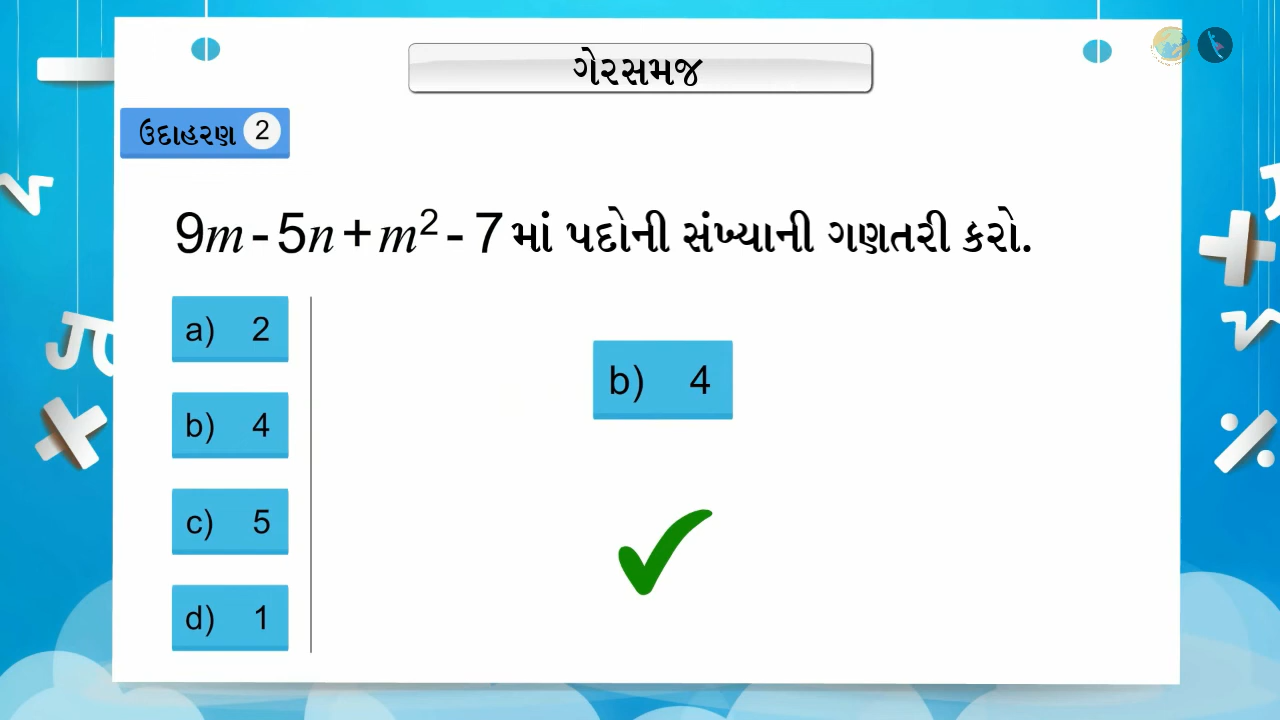 ગેરસમજ
ઉદાહરણ 2
9m - 5n + m² - 7 માં પદોની સંખ્યાની ગણતરી કરો.
a) 2
b) 4
c) 5
d) 1
b) 4